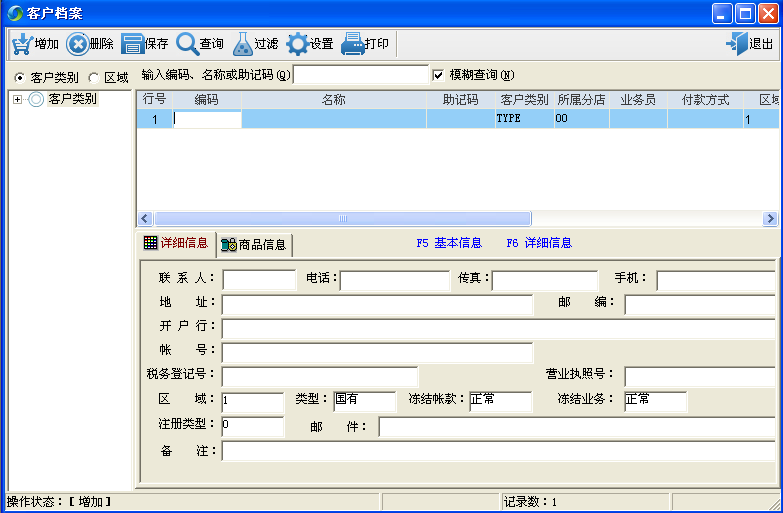 客户档案
增加 删除 保存 查询 过滤 设置 打印 退出
客户类别 区域 输入编码、名称或助记码(Q) 模糊查询(N)
客户类别
行号 编码 名称 助记码 客户类别 所属分店 业务员 付款方式 区域
1 TYPE 00 1
详细信息 商品信息 F5 基本信息 F6 详细信息
联系人： 电话： 传真： 手机：
地 址： 邮 编：
开户行：
帐 号：
税务登记号： 营业执照号：
区 域： 1 类型： 国有 冻结帐款： 正常 冻结业务： 正常
注册类型： 0 邮 件：
备 注：
操作状态：[ 增加 ] 记录数：1